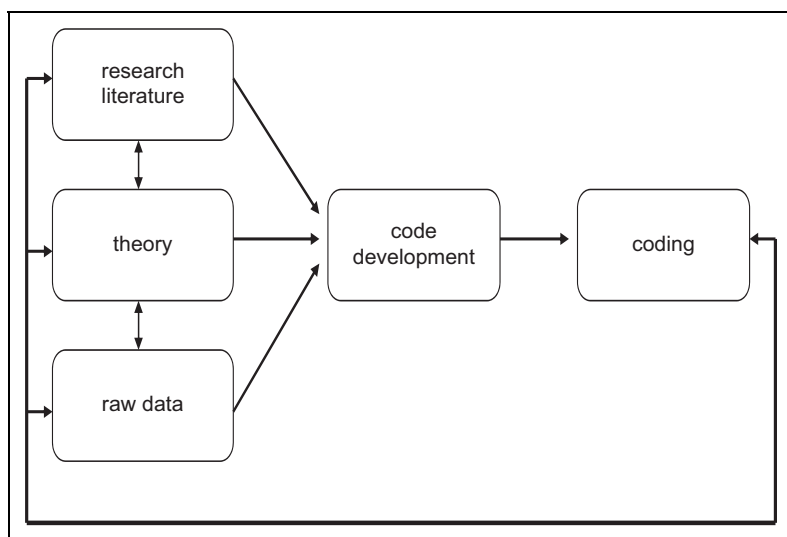 research
literature
theory
code
development
coding
raw data